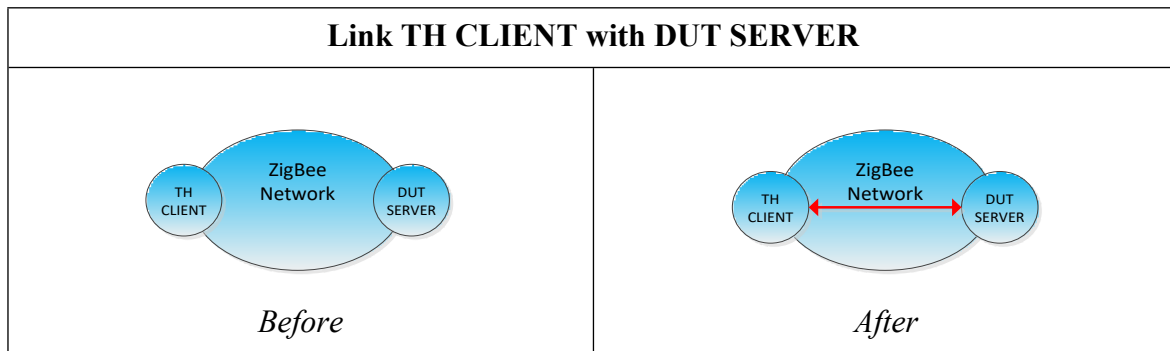 Link TH CLIENT with DUT SERVER
ZigBee
Network
TH
CLIENT
DUT
SERVER
Before
ZigBee
Network
TH
CLIENT
DUT
SERVER
After